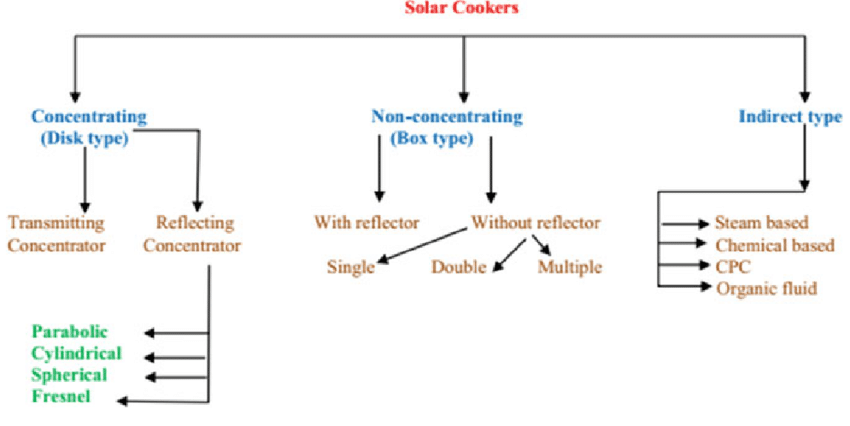 Solar Cookers
Concentrating
(Disk type)
Non-concentrating
(Box type)
Indirect type
Transmitting
Concentrator
Reflecting
Concentrator
With reflector
Without reflector
Single
Double
Multiple
Steam based
Chemical based
CPC
Organic fluid
Parabolic
Cylindrical
Spherical
Fresnel